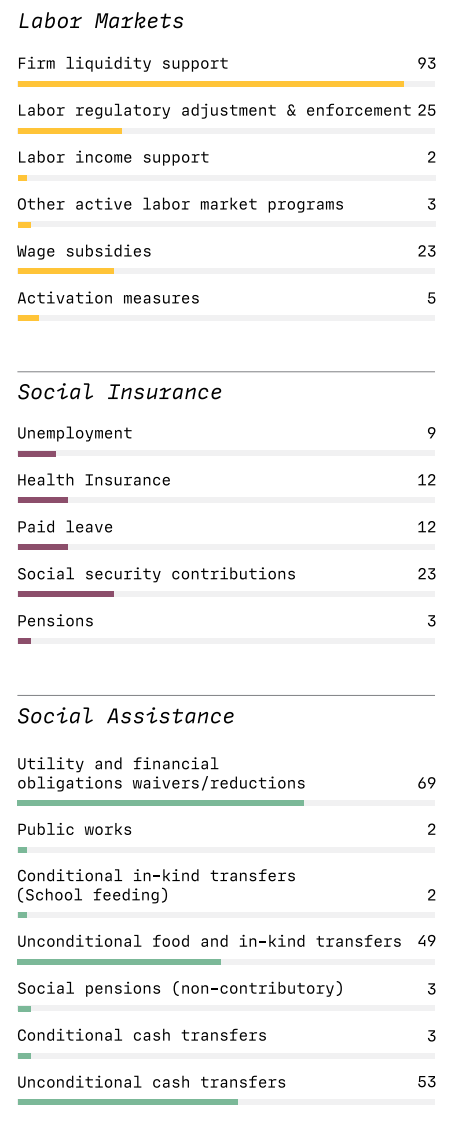 Labor Markets
Firm liquidity support 93
Labor regulatory adjustment & enforcement 25
Labor income support 2
Other active labor market programs 3
Wage subsidies 23
Activation measures 5
Social Insurance
Unemployment 9
Health Insurance 12
Paid leave 12
Social security contributions 23
Pensions 3
Social Assistance
Utility and financial
obligations waivers/reductions 69
Public works 2
Conditional in-kind transfers
(School feeding) 2
Unconditional food and in-kind transfers 49
Social pensions (non-contributory) 3
Conditional cash transfers 3
Unconditional cash transfers 53